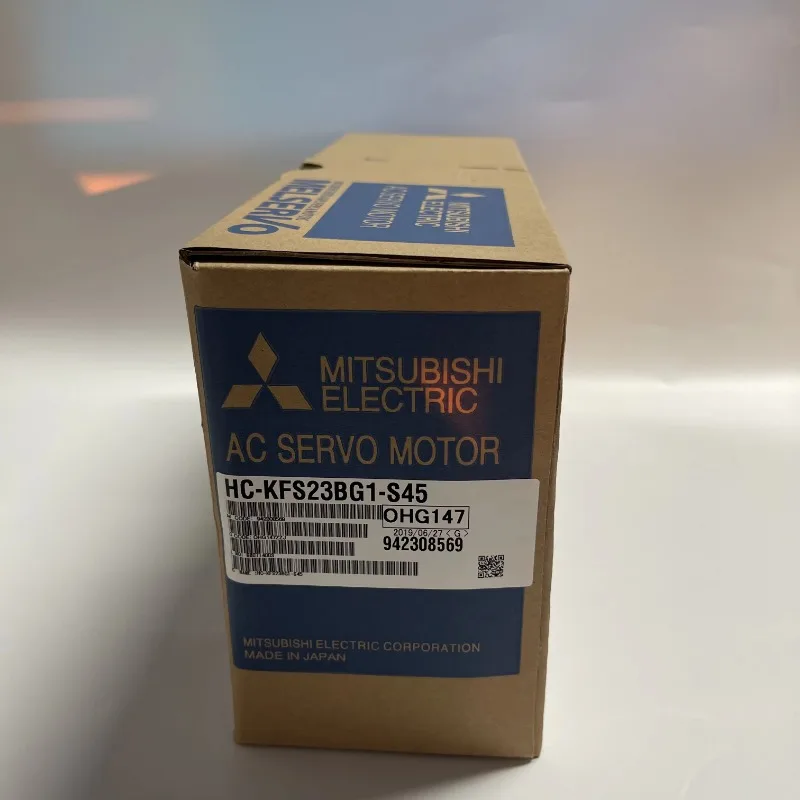 MELSERVO
MITSUBISHI
ELECTRIC
AC SERVO MOTOR
MITSUBISHI
ELECTRIC
AC SERVO MOTOR
HC-KFS23BG1-S45
OHG147
942308569
2019/06/27 < G >
942308569
MITSUBISHI ELECTRIC CORPORATION
MADE IN JAPAN